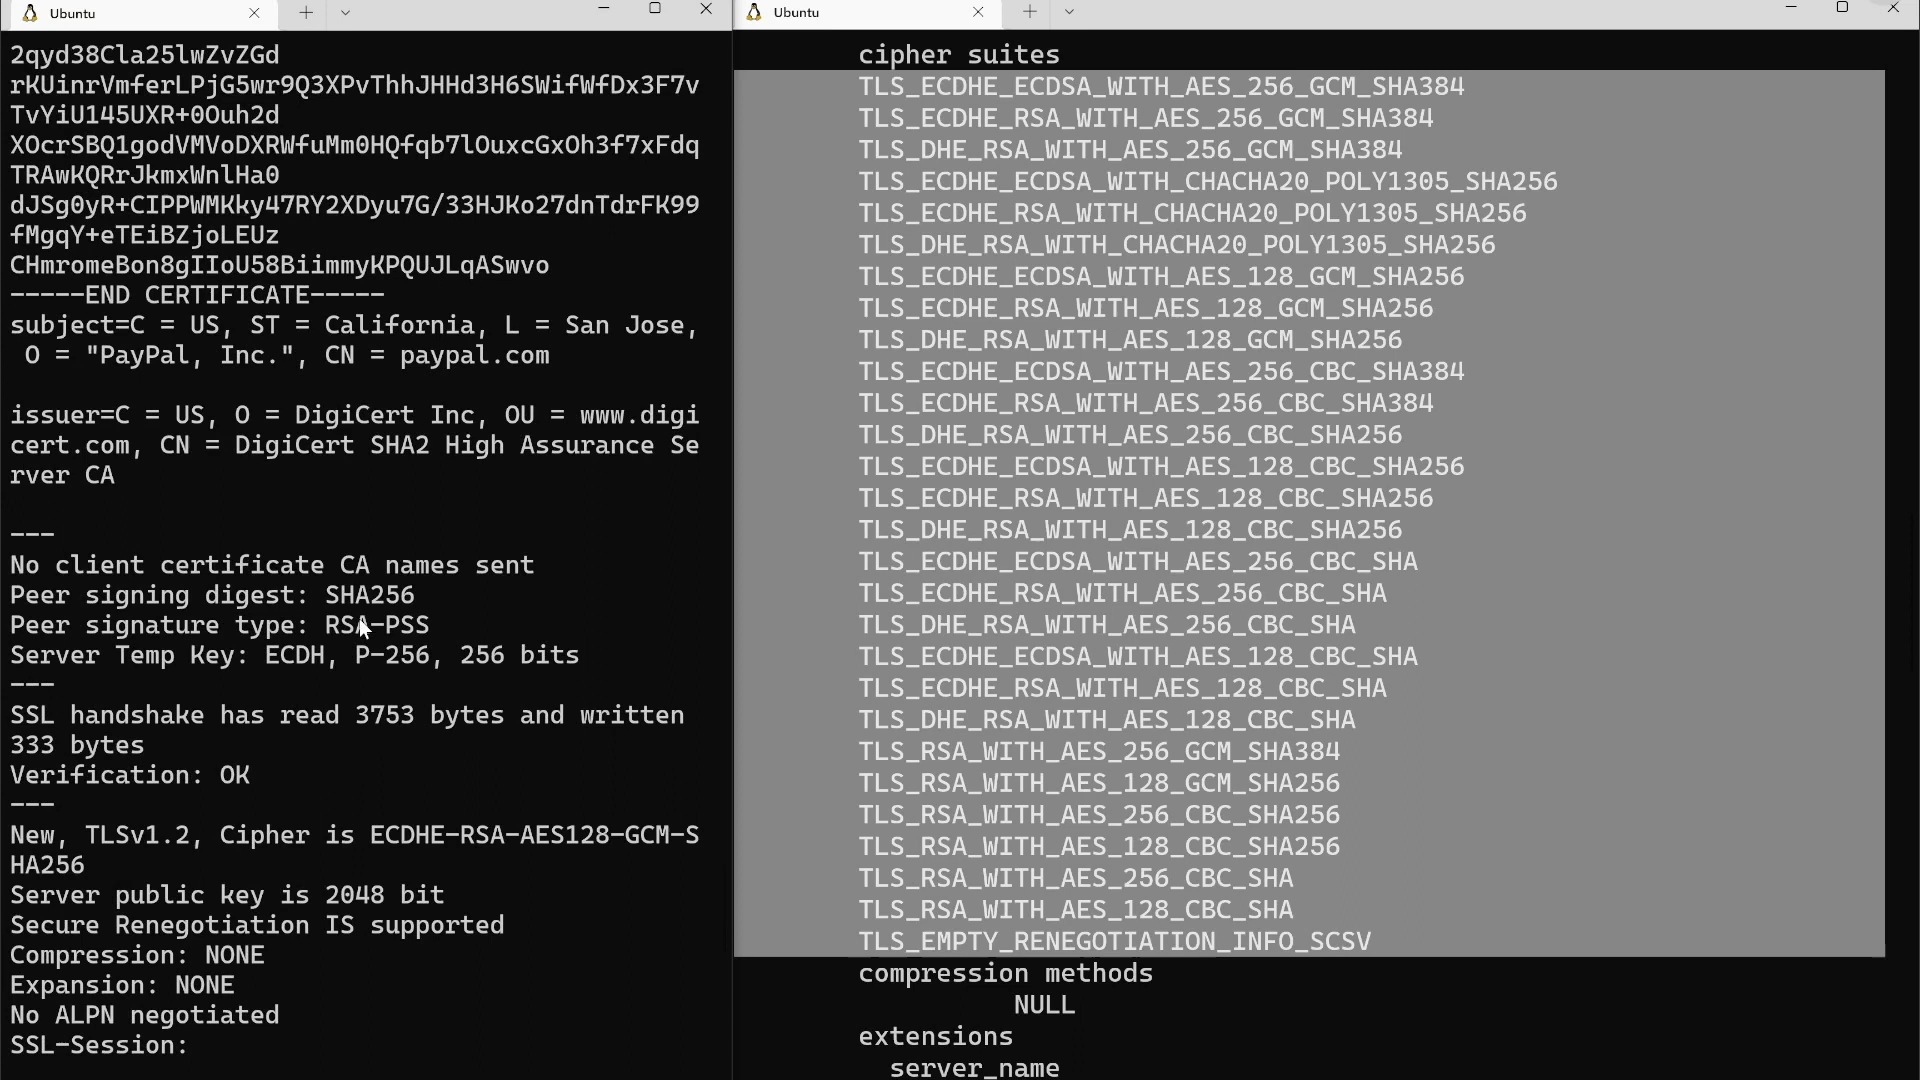 Ubuntu
2qyd38Cla25lwZvZGd
rKUinrVmferLPjG5wr9Q3XPvThhJHHd3H6SWifWfDx3F7v
TvYiU145UXR+0Ouh2d
XOcrSBQ1godVMVoDXRWfuMm0HQfqb7lOuxcGxOh3f7xFdq
TRAwKQRrJkmxWnlHa0
dJSg0yR+CIPPWMKky47RY2XDyu7G/33HJKo27dnTdrFK99
fMgqY+eTEiBZjoLEUz
CHmromeBon8gIIoU58BiimmyKPQUJLqASwvo
-----END CERTIFICATE-----
subject=C = US, ST = California, L = San Jose,
 O = "PayPal, Inc.", CN = paypal.com
issuer=C = US, O = DigiCert Inc, OU = www.digi
cert.com, CN = DigiCert SHA2 High Assurance Se
rver CA
---
No client certificate CA names sent
Peer signing digest: SHA256
Peer signature type: RSA-PSS
Server Temp Key: ECDH, P-256, 256 bits
---
SSL handshake has read 3753 bytes and written
333 bytes
Verification: OK
---
New, TLSv1.2, Cipher is ECDHE-RSA-AES128-GCM-S
HA256
Server public key is 2048 bit
Secure Renegotiation IS supported
Compression: NONE
Expansion: NONE
No ALPN negotiated
SSL-Session:
Ubuntu
cipher suites
TLS_ECDHE_ECDSA_WITH_AES_256_GCM_SHA384
TLS_ECDHE_RSA_WITH_AES_256_GCM_SHA384
TLS_DHE_RSA_WITH_AES_256_GCM_SHA384
TLS_ECDHE_ECDSA_WITH_CHACHA20_POLY1305_SHA256
TLS_ECDHE_RSA_WITH_CHACHA20_POLY1305_SHA256
TLS_DHE_RSA_WITH_CHACHA20_POLY1305_SHA256
TLS_ECDHE_ECDSA_WITH_AES_128_GCM_SHA256
TLS_ECDHE_RSA_WITH_AES_128_GCM_SHA256
TLS_DHE_RSA_WITH_AES_128_GCM_SHA256
TLS_ECDHE_ECDSA_WITH_AES_256_CBC_SHA384
TLS_ECDHE_RSA_WITH_AES_256_CBC_SHA384
TLS_DHE_RSA_WITH_AES_256_CBC_SHA256
TLS_ECDHE_ECDSA_WITH_AES_128_CBC_SHA256
TLS_ECDHE_RSA_WITH_AES_128_CBC_SHA256
TLS_DHE_RSA_WITH_AES_128_CBC_SHA256
TLS_ECDHE_ECDSA_WITH_AES_256_CBC_SHA
TLS_ECDHE_RSA_WITH_AES_256_CBC_SHA
TLS_DHE_RSA_WITH_AES_256_CBC_SHA
TLS_ECDHE_ECDSA_WITH_AES_128_CBC_SHA
TLS_ECDHE_RSA_WITH_AES_128_CBC_SHA
TLS_DHE_RSA_WITH_AES_128_CBC_SHA
TLS_RSA_WITH_AES_256_GCM_SHA384
TLS_RSA_WITH_AES_128_GCM_SHA256
TLS_RSA_WITH_AES_256_CBC_SHA256
TLS_RSA_WITH_AES_128_CBC_SHA256
TLS_RSA_WITH_AES_256_CBC_SHA
TLS_RSA_WITH_AES_128_CBC_SHA
TLS_EMPTY_RENEGOTIATION_INFO_SCSV
compression methods
NULL
extensions
server_name